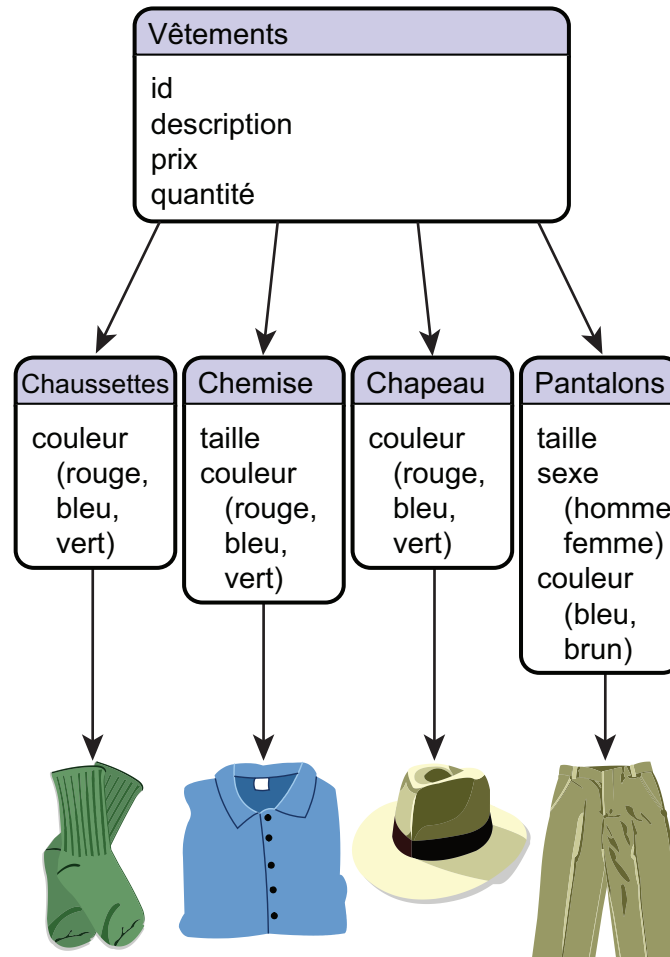 Vêtements
id
description
prix
quantité
Chaussettes
couleur
(rouge,
bleu,
vert)
Chemise
taille
couleur
(rouge,
bleu,
vert)
Chapeau
couleur
(rouge,
bleu,
vert)
Pantalons
taille
sexe
(homme
femme)
couleur
(bleu,
brun)